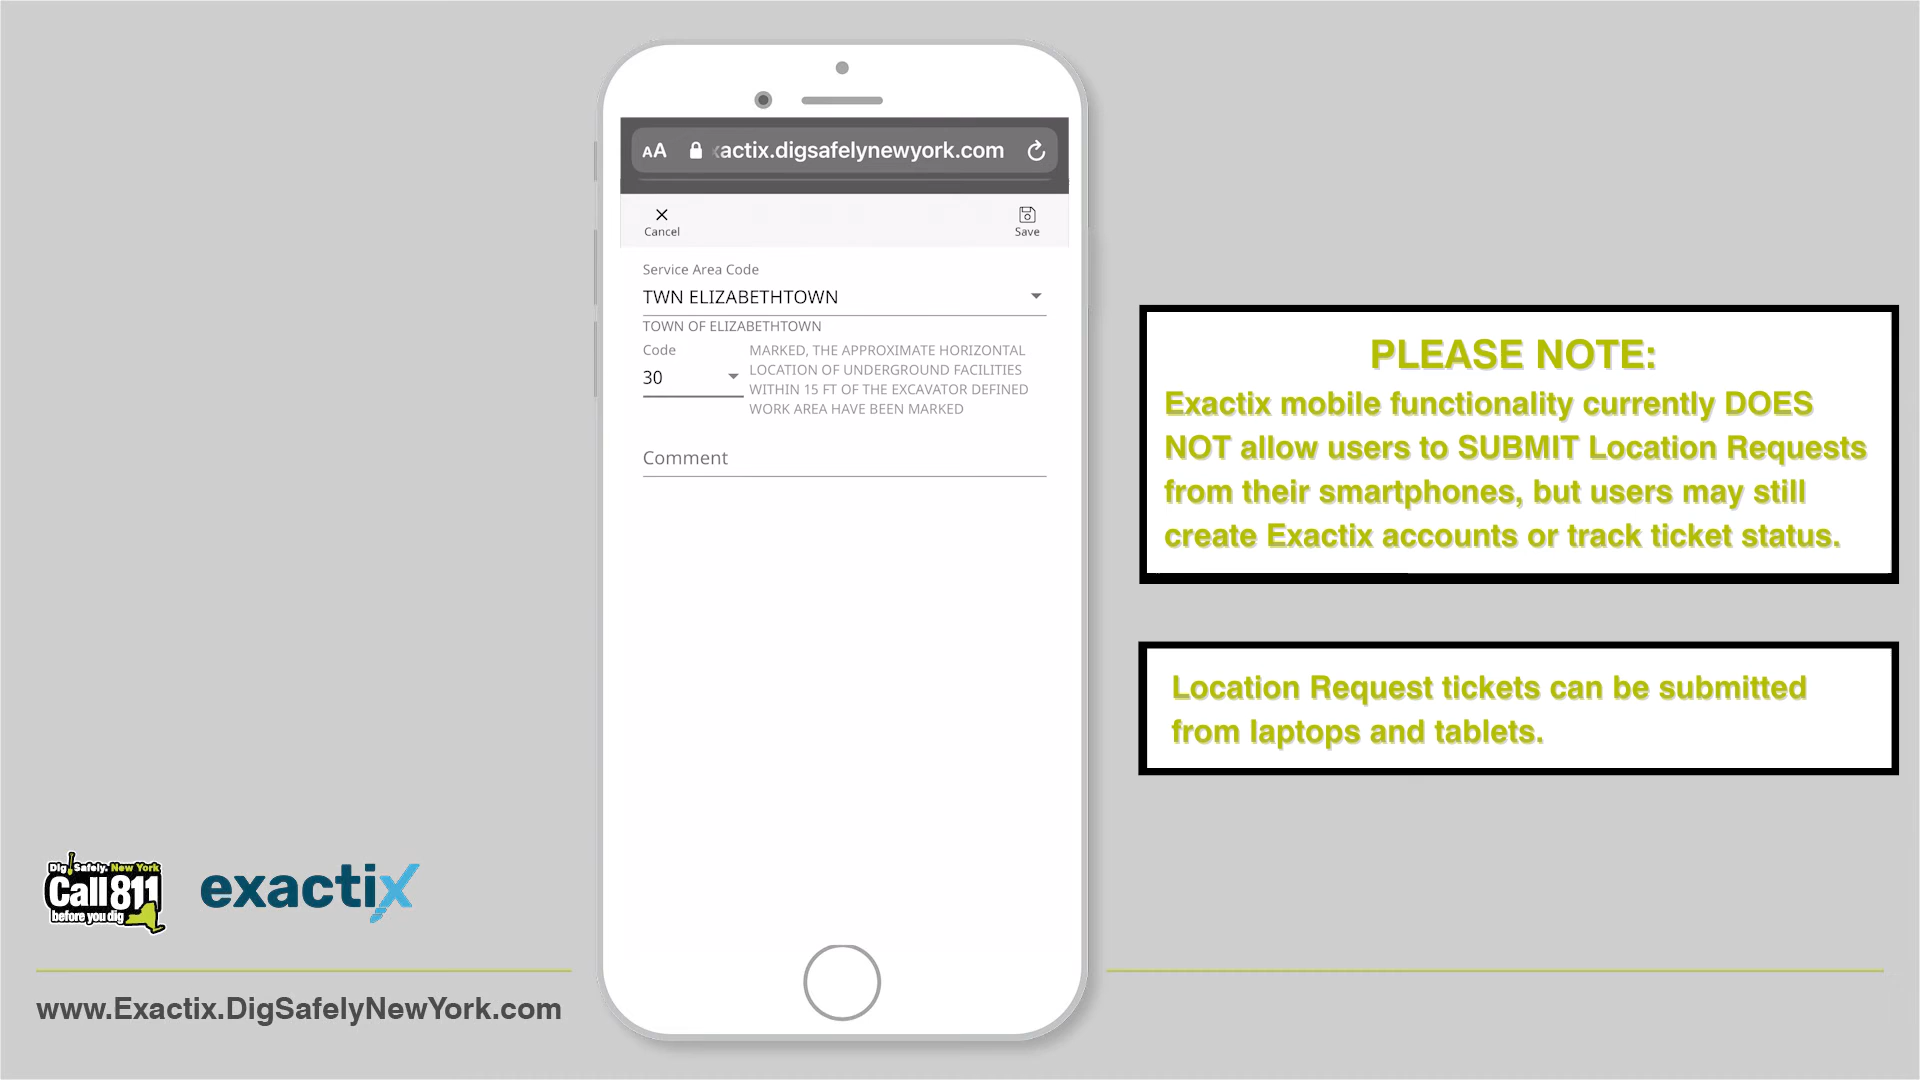 AA actix.digsafelynewyork.com
Cancel
Save
Service Area Code
TWN ELIZABETHTOWN
TOWN OF ELIZABETHTOWN
Code
30
MARKED, THE APPROXIMATE HORIZONTAL
LOCATION OF UNDERGROUND FACILITIES
WITHIN 15 FT OF THE EXCAVATOR DEFINED
WORK AREA HAVE BEEN MARKED
Comment
PLEASE NOTE:
Exactix mobile functionality currently DOES
NOT allow users to SUBMIT Location Requests
from their smartphones, but users may still
create Exactix accounts or track ticket status.
Location Request tickets can be submitted
from laptops and tablets.
Dig Safely. New York
Call811
before you dig
exactix
www.Exactix.DigSafelyNewYork.com